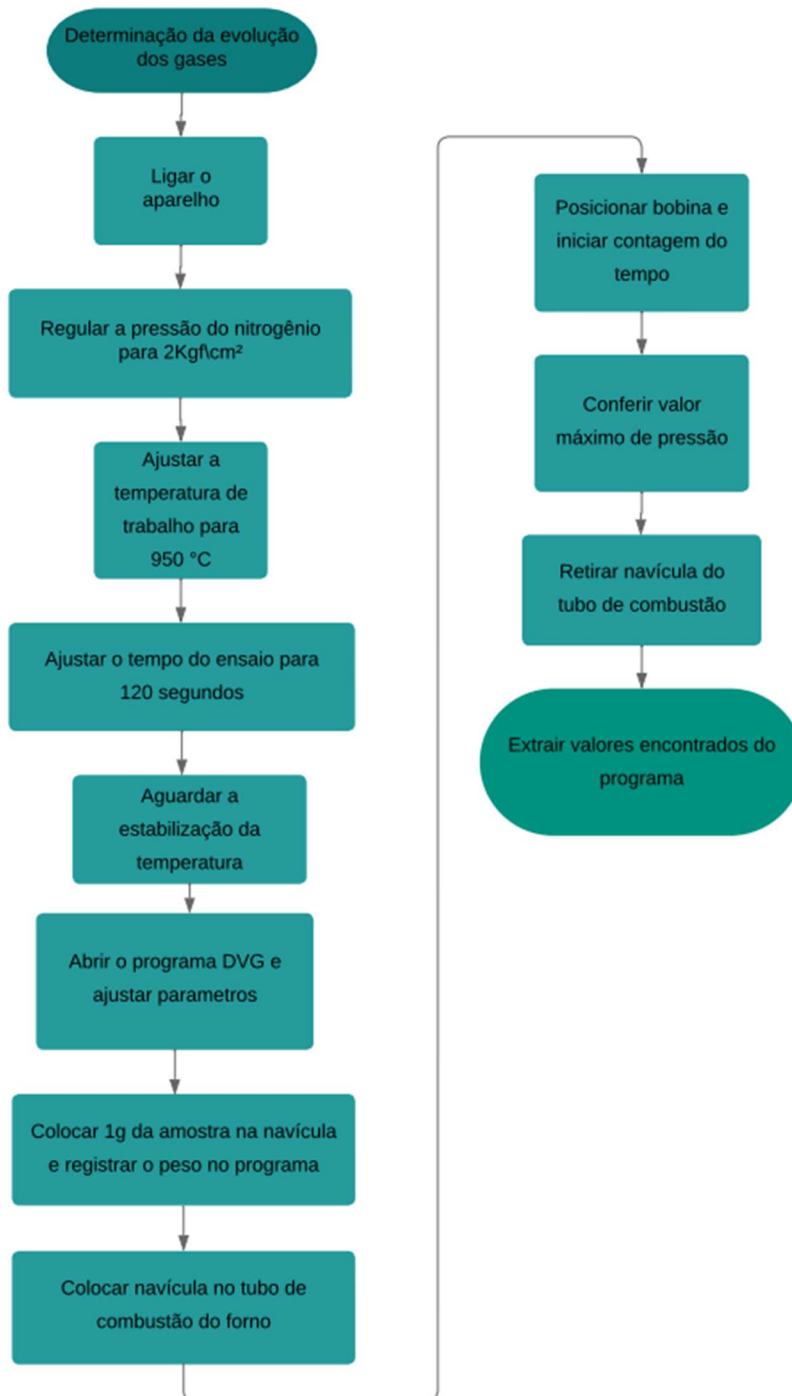 Determinação da evolução
dos gases
Ligar o
aparelho
Regular a pressão do nitrogênio
para 2Kgf\cm²
Ajustar a
temperatura de
trabalho para
950 °C
Ajustar o tempo do ensaio para
120 segundos
Aguardar a
estabilização da
temperatura
Abrir o programa DVG e
ajustar parametros
Colocar 1g da amostra na navícula
e registrar o peso no programa
Colocar navícula no tubo de
combustão do forno
Posicionar bobina e
iniciar contagem do
tempo
Conferir valor
máximo de pressão
Retirar navícula do
tubo de combustão
Extrair valores encontrados do
programa